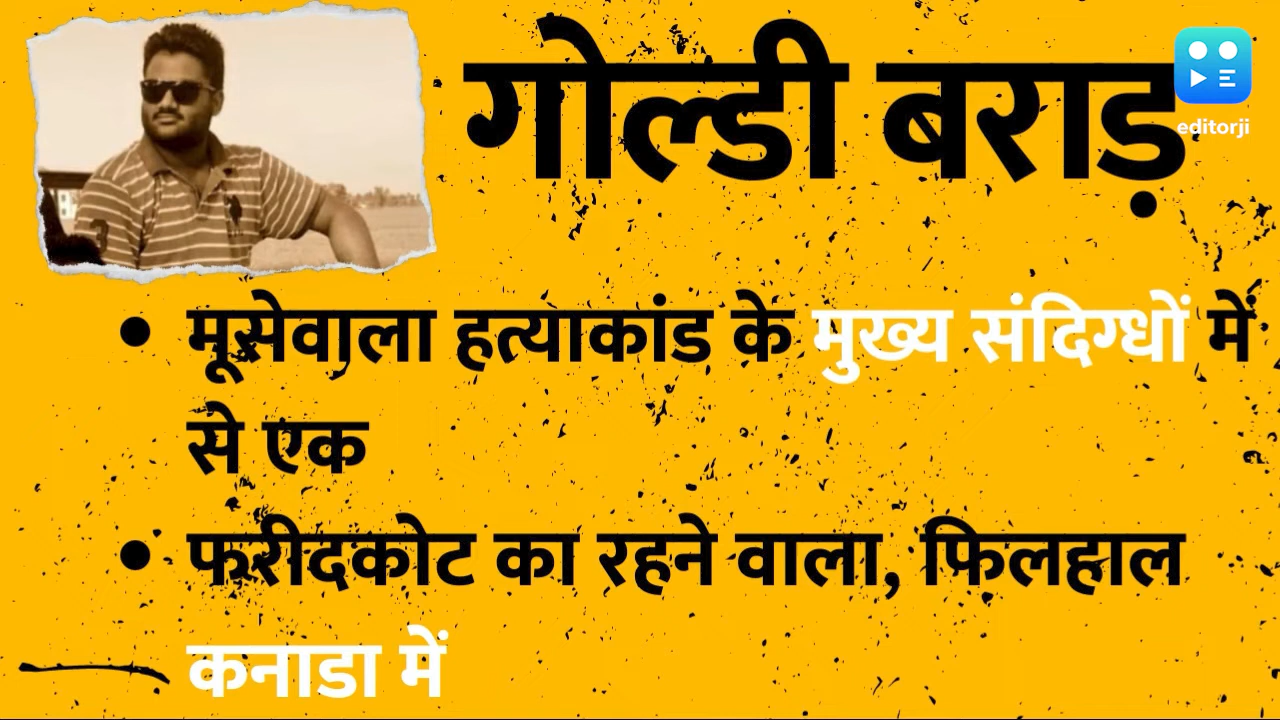 गोल्डी बराड़
editorji
• मूसेवाला हत्याकांड के मुख्य संदिग्धों में
से एक
• फरीदकोट का रहने वाला, फिलहाल
कनाडा में